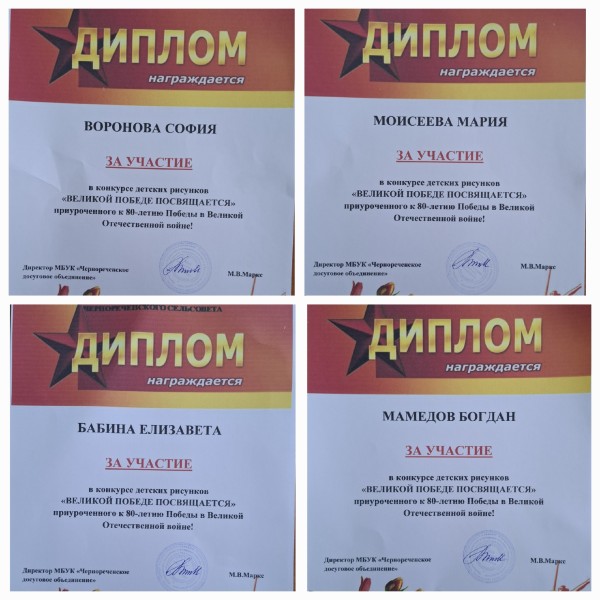 ДИПЛОМ
награждается
ВОРОНОВА СОФИЯ
ЗА УЧАСТИЕ
в конкурсе детских рисунков
«ВЕЛИКОЙ ПОБЕДЕ ПОСВЯЩАЕТСЯ»
приуроченного к 80-летию Победы в Великой
Отечественной войне!
Директор МБУК «Чернореченское
досуговое объединение»
М.В.Марке
ДИПЛОМ
награждается
МОИСЕЕВА МАРИЯ
ЗА УЧАСТИЕ
в конкурсе детских рисунков
«ВЕЛИКОЙ ПОБЕДЕ ПОСВЯЩАЕТСЯ»
приуроченного к 80-летию Победы в Великой
Отечественной войне!
Директор МБУК «Чернореченское
досуговое объединение»
М.В.Марке
ЧЕРНОРЕЧЕНСКОГО СЕЛЬСОВЕТА
ДИПЛОМ
награждается
БАБИНА ЕЛИЗАВЕТА
ЗА УЧАСТИЕ
в конкурсе детских рисунков
«ВЕЛИКОЙ ПОБЕДЕ ПОСВЯЩАЕТСЯ»
приуроченного к 80-летию Победы в Великой
Отечественной войне!
Директор МБУК «Чернореченское
досуговое объединение»
М.В.Марке
ДИПЛОМ
награждается
МАМЕДОВ БОГДАН
ЗА УЧАСТИЕ
в конкурсе детских рисунков
«ВЕЛИКОЙ ПОБЕДЕ ПОСВЯЩАЕТСЯ»
приуроченного к 80-летию Победы в Великой
Отечественной войне!
Директор МБУК «Чернореченское
досуговое объединение»
М.В.Марке